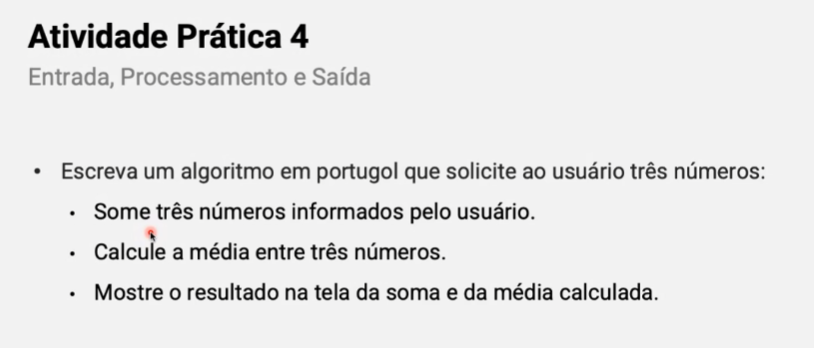 Atividade Prática 4
Entrada, Processamento e Saída
• Escreva um algoritmo em portugol que solicite ao usuário três números:
• Some três números informados pelo usuário.
• Calcule a média entre três números.
• Mostre o resultado na tela da soma e da média calculada.